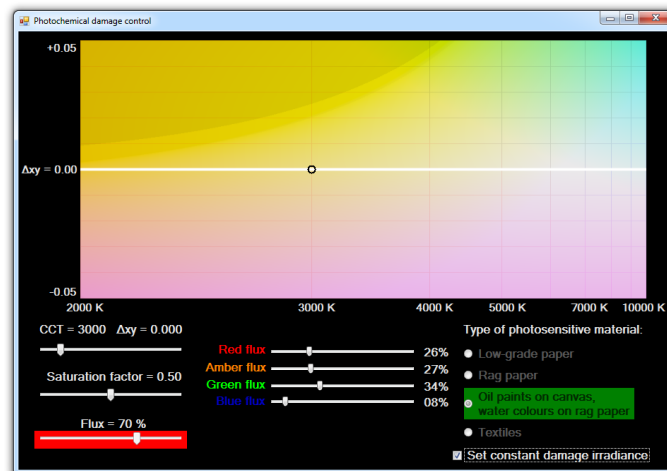 Photochemical damage control
+0.05
Δxy = 0.00
-0.05
2000 K 3000 K 4000 K 5000 K 7000 K 10000 K
CCT = 3000 Δxy = 0.000
Saturation factor = 0.50
Flux = 70 %
Red flux 26%
Amber flux 27%
Green flux 34%
Blue flux 08%
Type of photosensitive material:
Low-grade paper
Rag paper
Oil paints on canvas,
water colours on rag paper
Textiles
Set constant damage irradiance